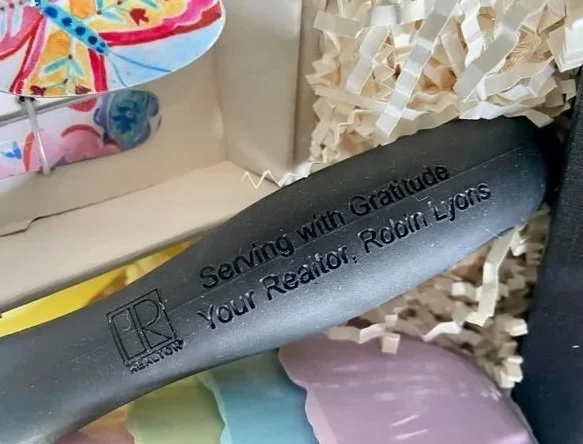 Serving with Gratitude
Your Realtor, Robin Lyons
R
REALTOR®